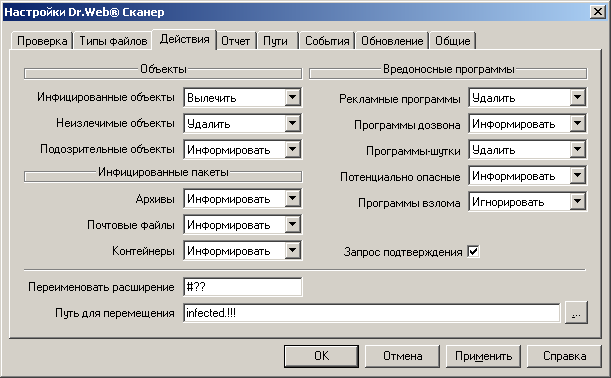 Настройки Dr.Web® Сканер
Проверка Типы файлов Действия Отчет Пути События Обновление Общие
Объекты
Инфицированные объекты Вылечить
Неизлечимые объекты Удалить
Подозрительные объекты Информировать
Инфицированные пакеты
Архивы Информировать
Почтовые файлы Информировать
Контейнеры Информировать
Вредоносные программы
Рекламные программы Удалить
Программы дозвона Информировать
Программы-шутки Удалить
Потенциально опасные Информировать
Программы взлома Игнорировать
Запрос подтверждения
Переименовать расширение #??
Путь для перемещения infected.!!! ...
OK Отмена Применить Справка